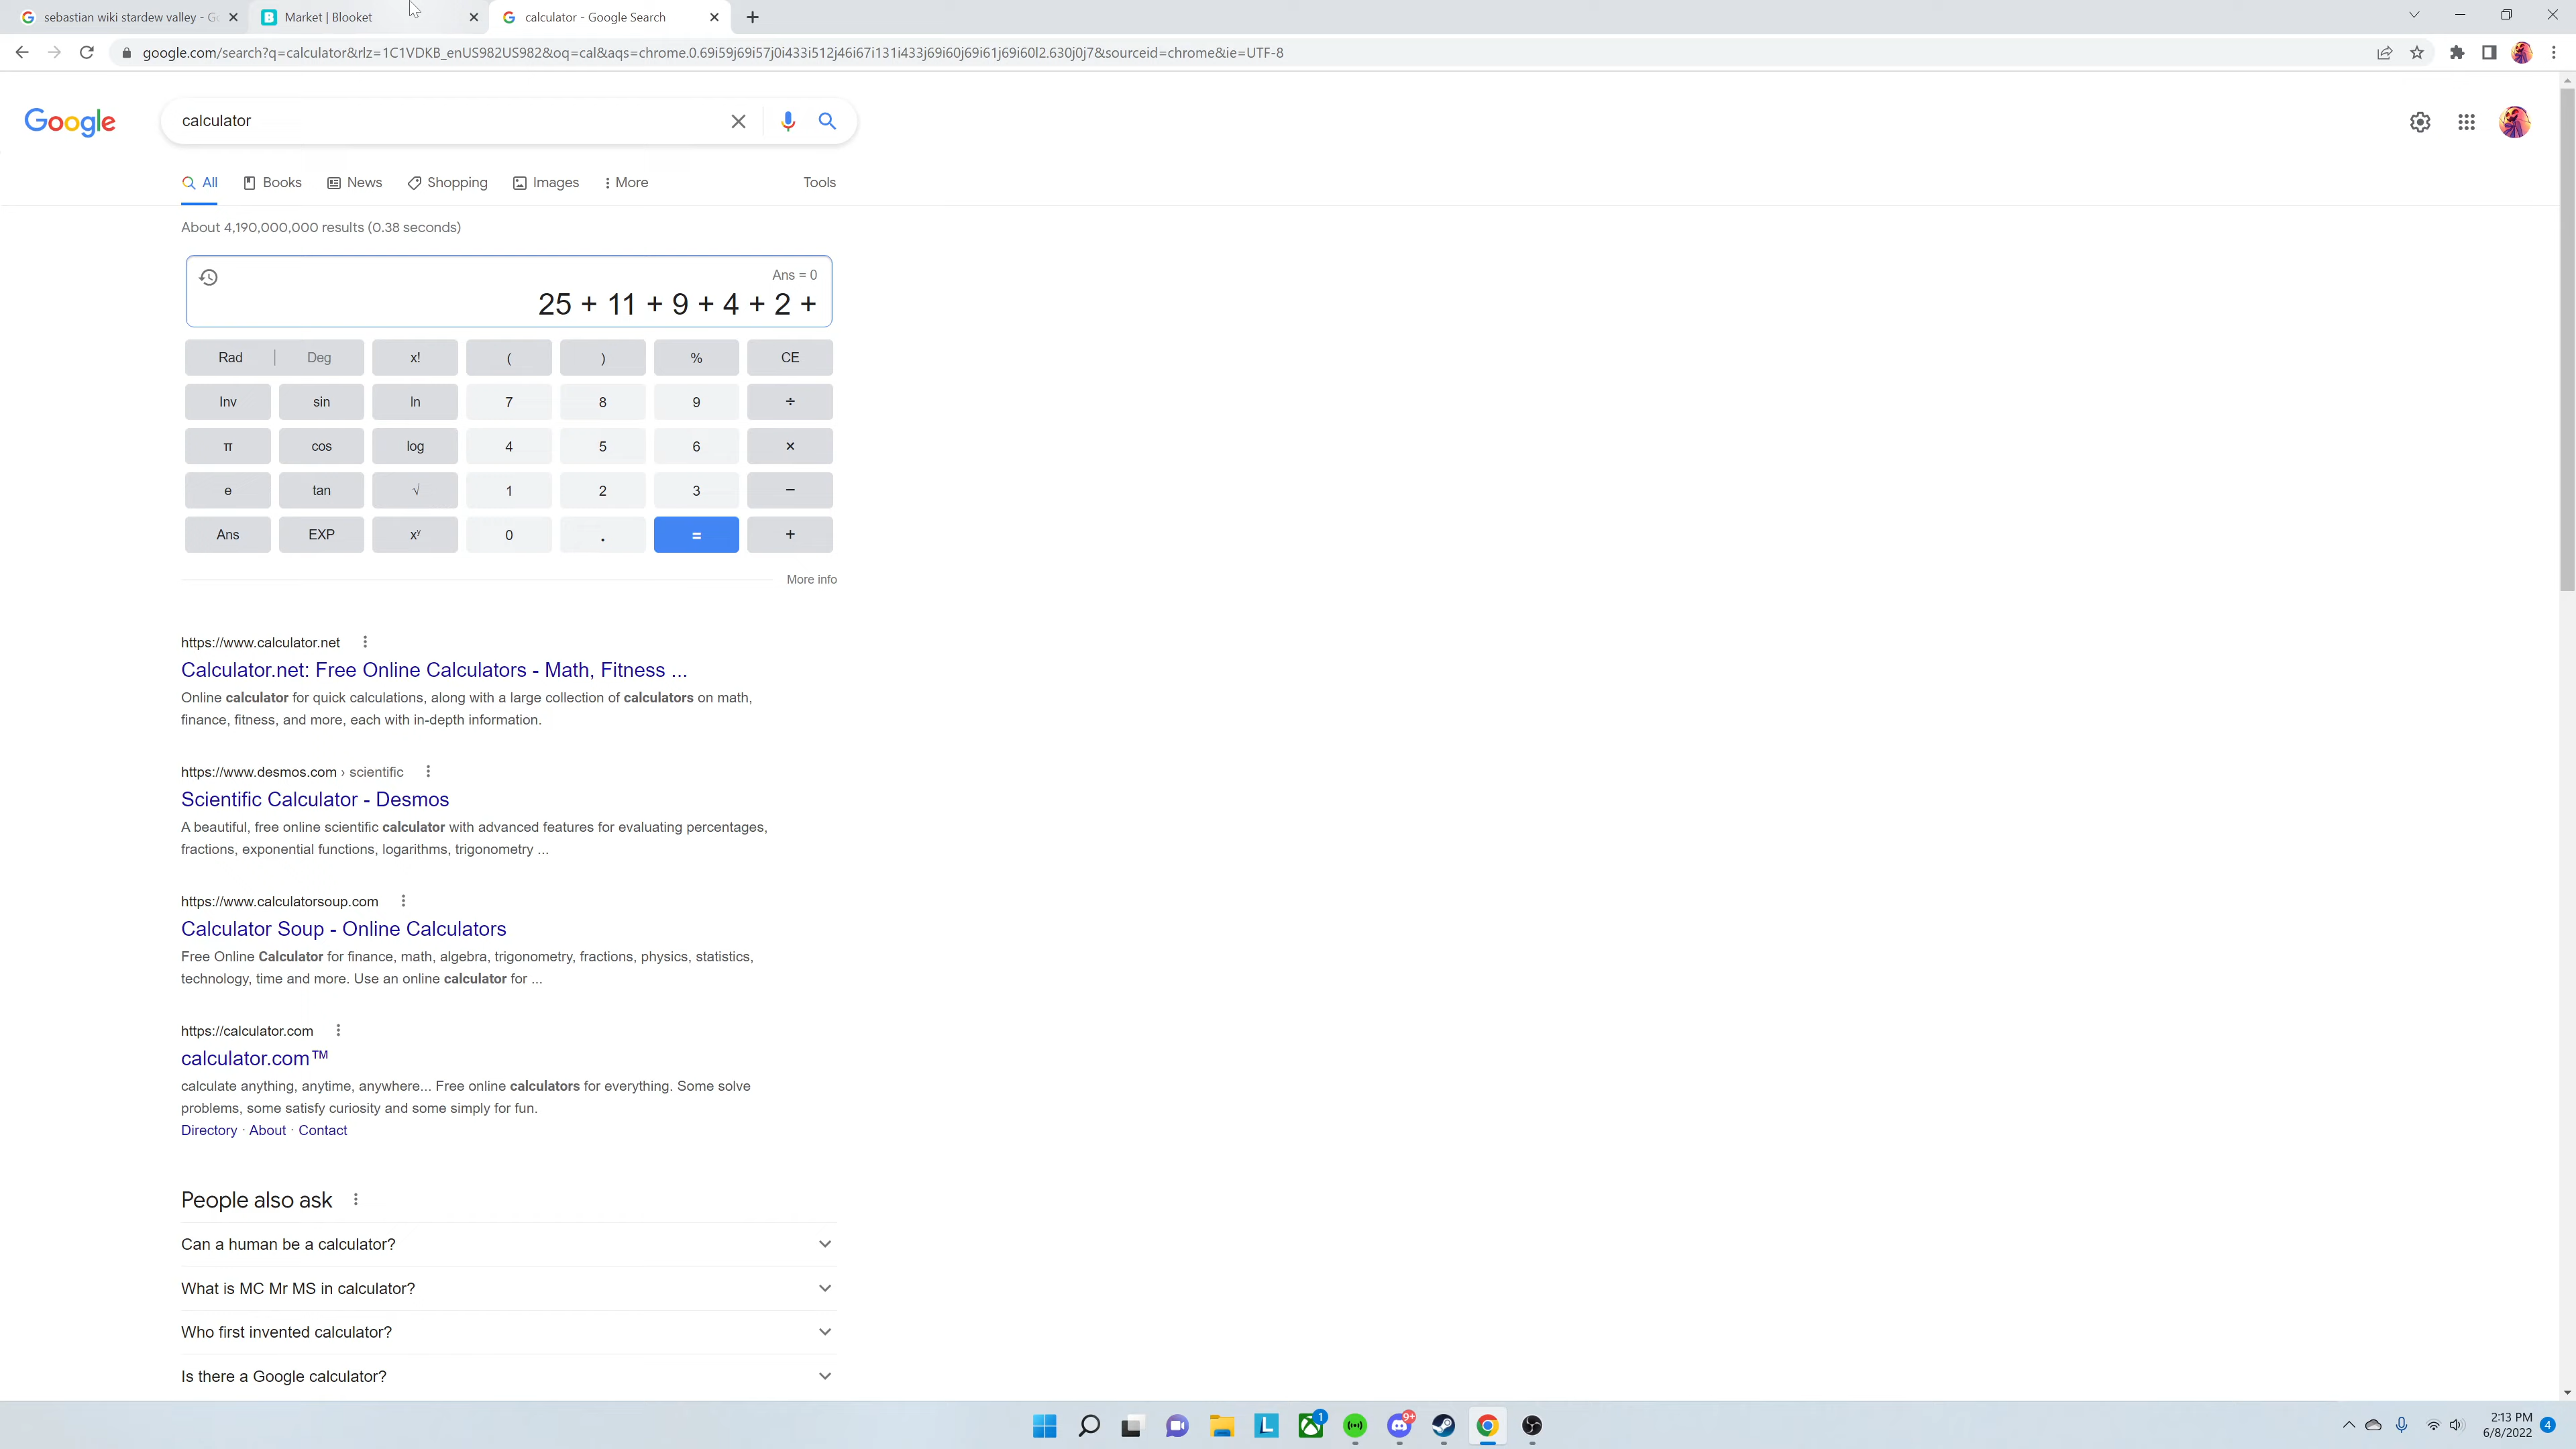 sebastian wiki stardew valley - G
Market | Blooket
calculator - Google Search
google.com/search?q=calculator&rlz=1C1VDKB_enUS982US982&oq=cal&aqs=chrome.0.69i59j69i57j0i433i512j46i67i131i433j69i60j69i61j69i60l2.630j0j7&sourceid=chrome&ie=UTF-8
Google
calculator
All Books News Shopping Images More Tools
About 4,190,000,000 results (0.38 seconds)
Ans = 0
25 + 11 + 9 + 4 + 2 +
Rad | Deg x! ( ) % CE
Inv sin ln 7 8 9 ÷
π cos log 4 5 6 ×
e tan √ 1 2 3 −
Ans EXP xʸ 0 . = +
More info
https://www.calculator.net
Calculator.net: Free Online Calculators - Math, Fitness ...
Online calculator for quick calculations, along with a large collection of calculators on math,
finance, fitness, and more, each with in-depth information.
https://www.desmos.com › scientific
Scientific Calculator - Desmos
A beautiful, free online scientific calculator with advanced features for evaluating percentages,
fractions, exponential functions, logarithms, trigonometry ...
https://www.calculatorsoup.com
Calculator Soup - Online Calculators
Free Online Calculator for finance, math, algebra, trigonometry, fractions, physics, statistics,
technology, time and more. Use an online calculator for ...
https://calculator.com
calculator.com™
calculate anything, anytime, anywhere... Free online calculators for everything. Some solve
problems, some satisfy curiosity and some simply for fun.
Directory · About · Contact
People also ask
Can a human be a calculator?
What is MC Mr MS in calculator?
Who first invented calculator?
Is there a Google calculator?
L 1 9+
2:13 PM
6/8/2022
4